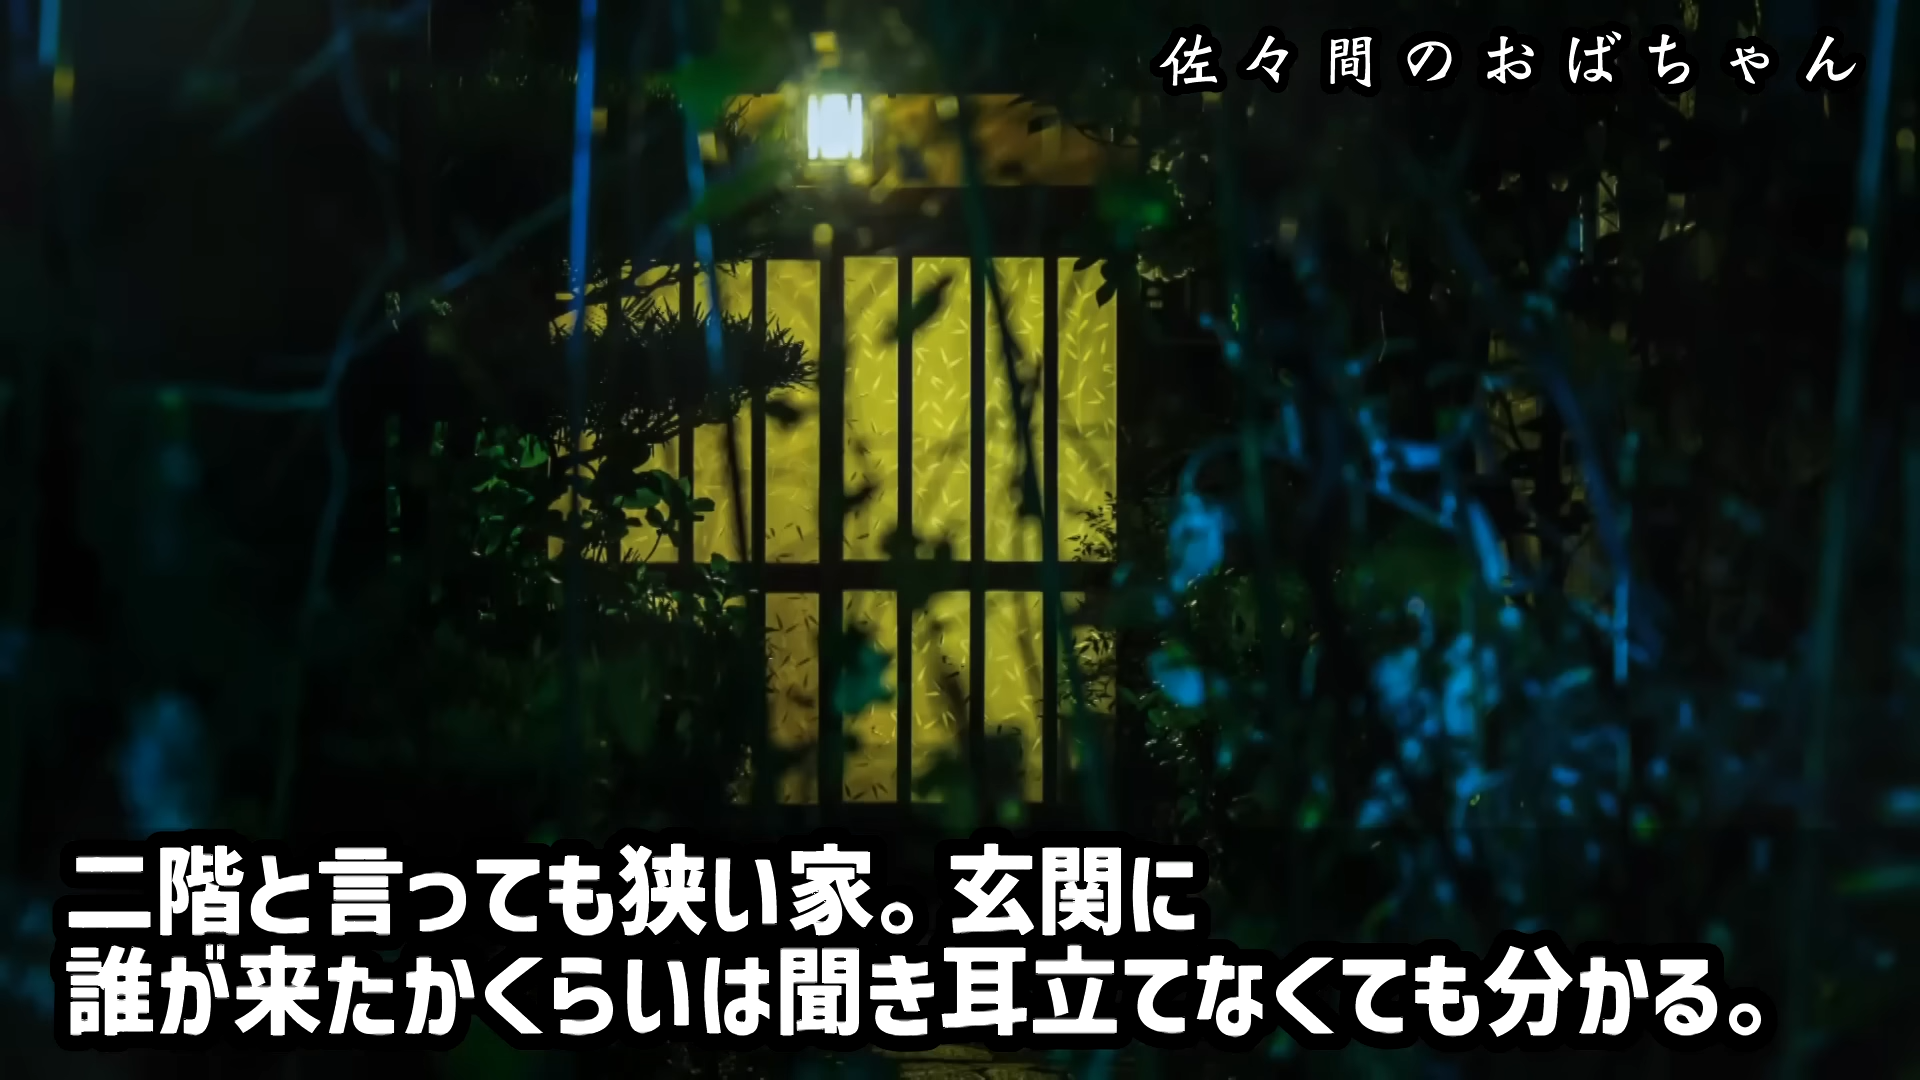 佐々間のおばちゃん
二階と言っても狭い家。玄関に
誰が来たかくらいは聞き耳立てなくても分かる。